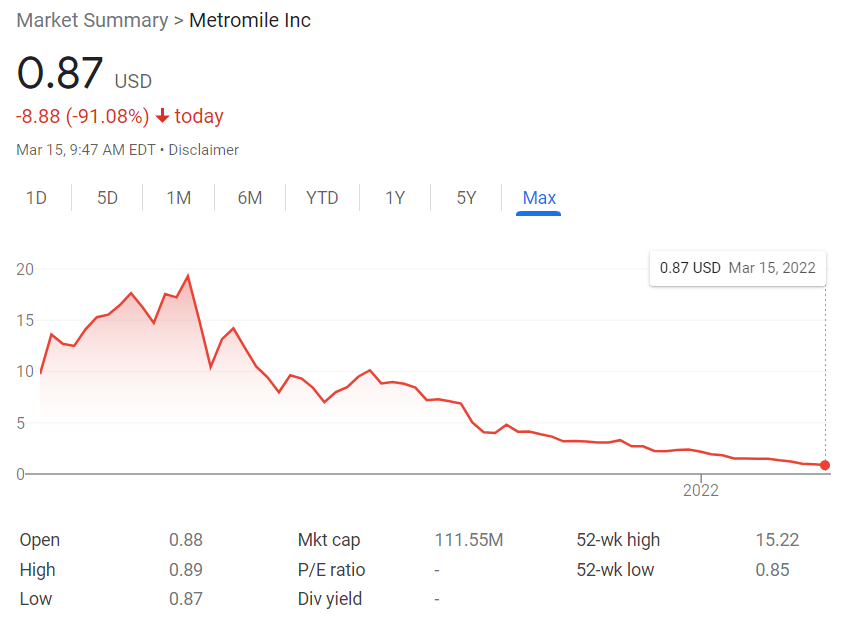 Market Summary > Metromile Inc
0.87 USD
-8.88 (-91.08%) ↓ today
Mar 15, 9:47 AM EDT • Disclaimer
1D 5D 1M 6M YTD 1Y 5Y Max
0.87 USD Mar 15, 2022
20
15
10
5
0
2022
Open 0.88 Mkt cap 111.55M 52-wk high 15.22
High 0.89 P/E ratio - 52-wk low 0.85
Low 0.87 Div yield -